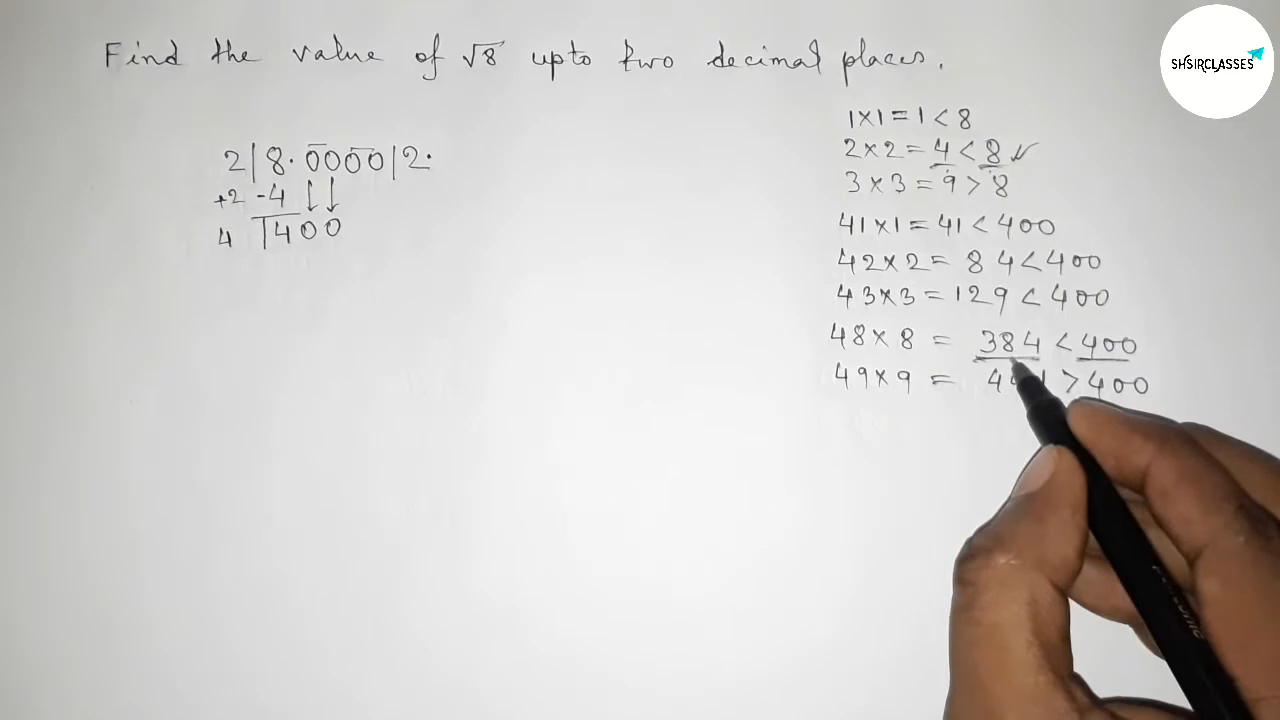 Find the value of √8 upto two decimal places.
SHSIRCLASSES
2 | 8. 00 00 | 2.
+2 -4 ↓ ↓
4 | 400
1×1 = 1 < 8
2×2 = 4 < 8 ✓
3×3 = 9 > 8
41×1 = 41 < 400
42×2 = 84 < 400
43×3 = 129 < 400
48×8 = 384 < 400
49×9 = > 400